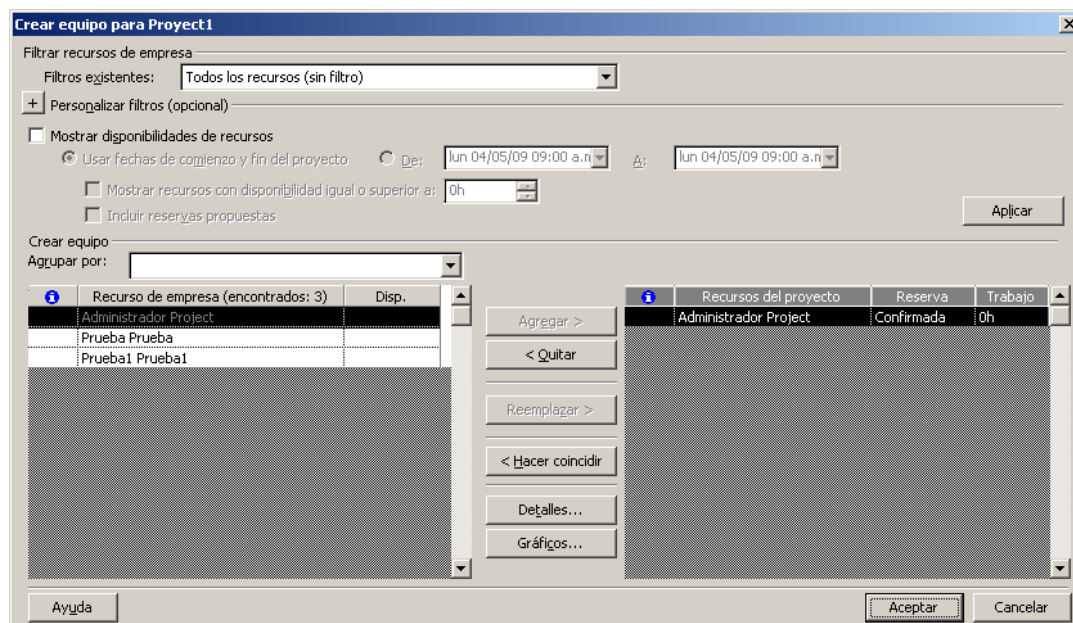 Crear equipo para Proyect1
Filtrar recursos de empresa
Filtros existentes: Todos los recursos (sin filtro)
+ Personalizar filtros (opcional)
Mostrar disponibilidades de recursos
Usar fechas de comienzo y fin del proyecto De: lun 04/05/09 09:00 a.n A: lun 04/05/09 09:00 a.n
Mostrar recursos con disponibilidad igual o superior a: 0h
Incluir reservas propuestas
Aplicar
Crear equipo
Agrupar por:
Recurso de empresa (encontrados: 3) Disp.
Administrador Project
Prueba Prueba
Prueba1 Prueba1
Agregar >
< Quitar
Reemplazar >
< Hacer coincidir
Detalles...
Gráficos...
Recursos del proyecto Reserva Trabajo
Administrador Project Confirmada 0h
Ayuda Aceptar Cancelar